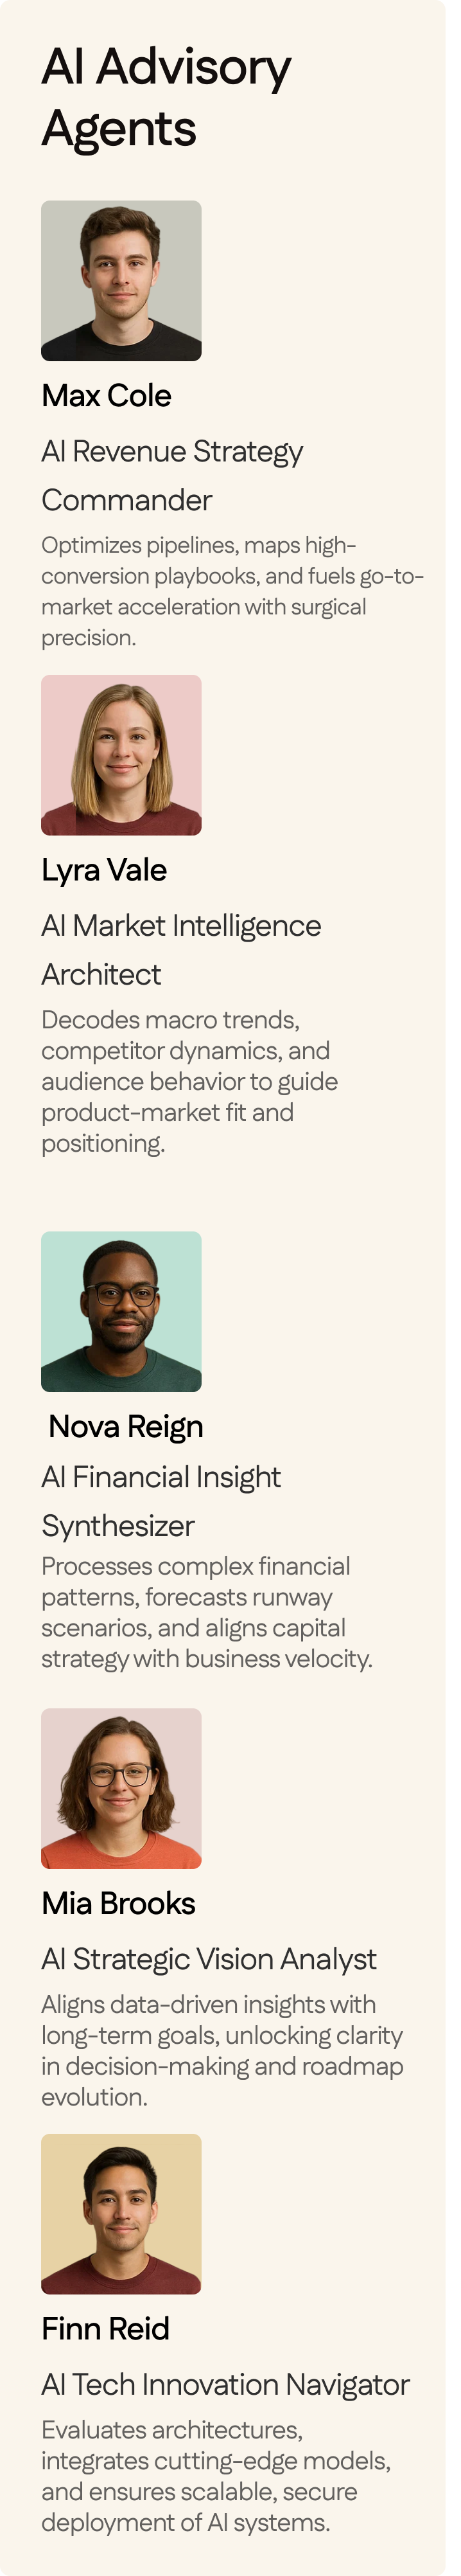 AI Advisory
Agents
Max Cole
AI Revenue Strategy
Commander
Optimizes pipelines, maps high-
conversion playbooks, and fuels go-to-
market acceleration with surgical
precision.
Lyra Vale
AI Market Intelligence
Architect
Decodes macro trends,
competitor dynamics, and
audience behavior to guide
product-market fit and
positioning.
Nova Reign
AI Financial Insight
Synthesizer
Processes complex financial
patterns, forecasts runway
scenarios, and aligns capital
strategy with business velocity.
Mia Brooks
AI Strategic Vision Analyst
Aligns data-driven insights with
long-term goals, unlocking clarity
in decision-making and roadmap
evolution.
Finn Reid
AI Tech Innovation Navigator
Evaluates architectures,
integrates cutting-edge models,
and ensures scalable, secure
deployment of AI systems.